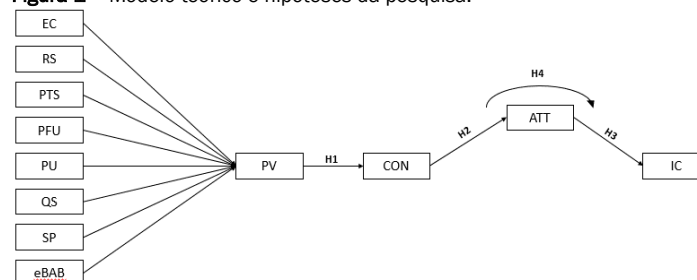 Figura 2 – Modelo teórico e hipóteses da pesquisa.
EC
RS
PTS
PFU
PU
QS
SP
eBAB
PV
H1
CON
H2
H4
ATT
H3
IC